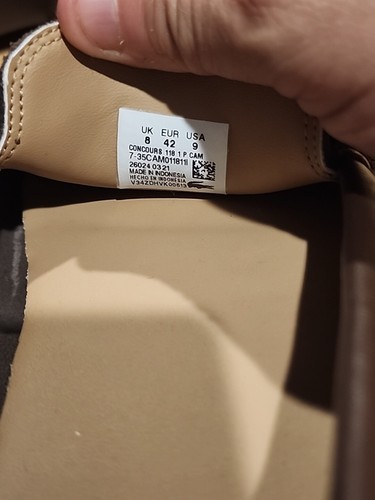 UK EUR USA
8 42 9
CONCOURS 118 1 P CAM
7-35CAM0118111
26024 03 21
MADE IN INDONESIA
HECHO EN INDONESIA